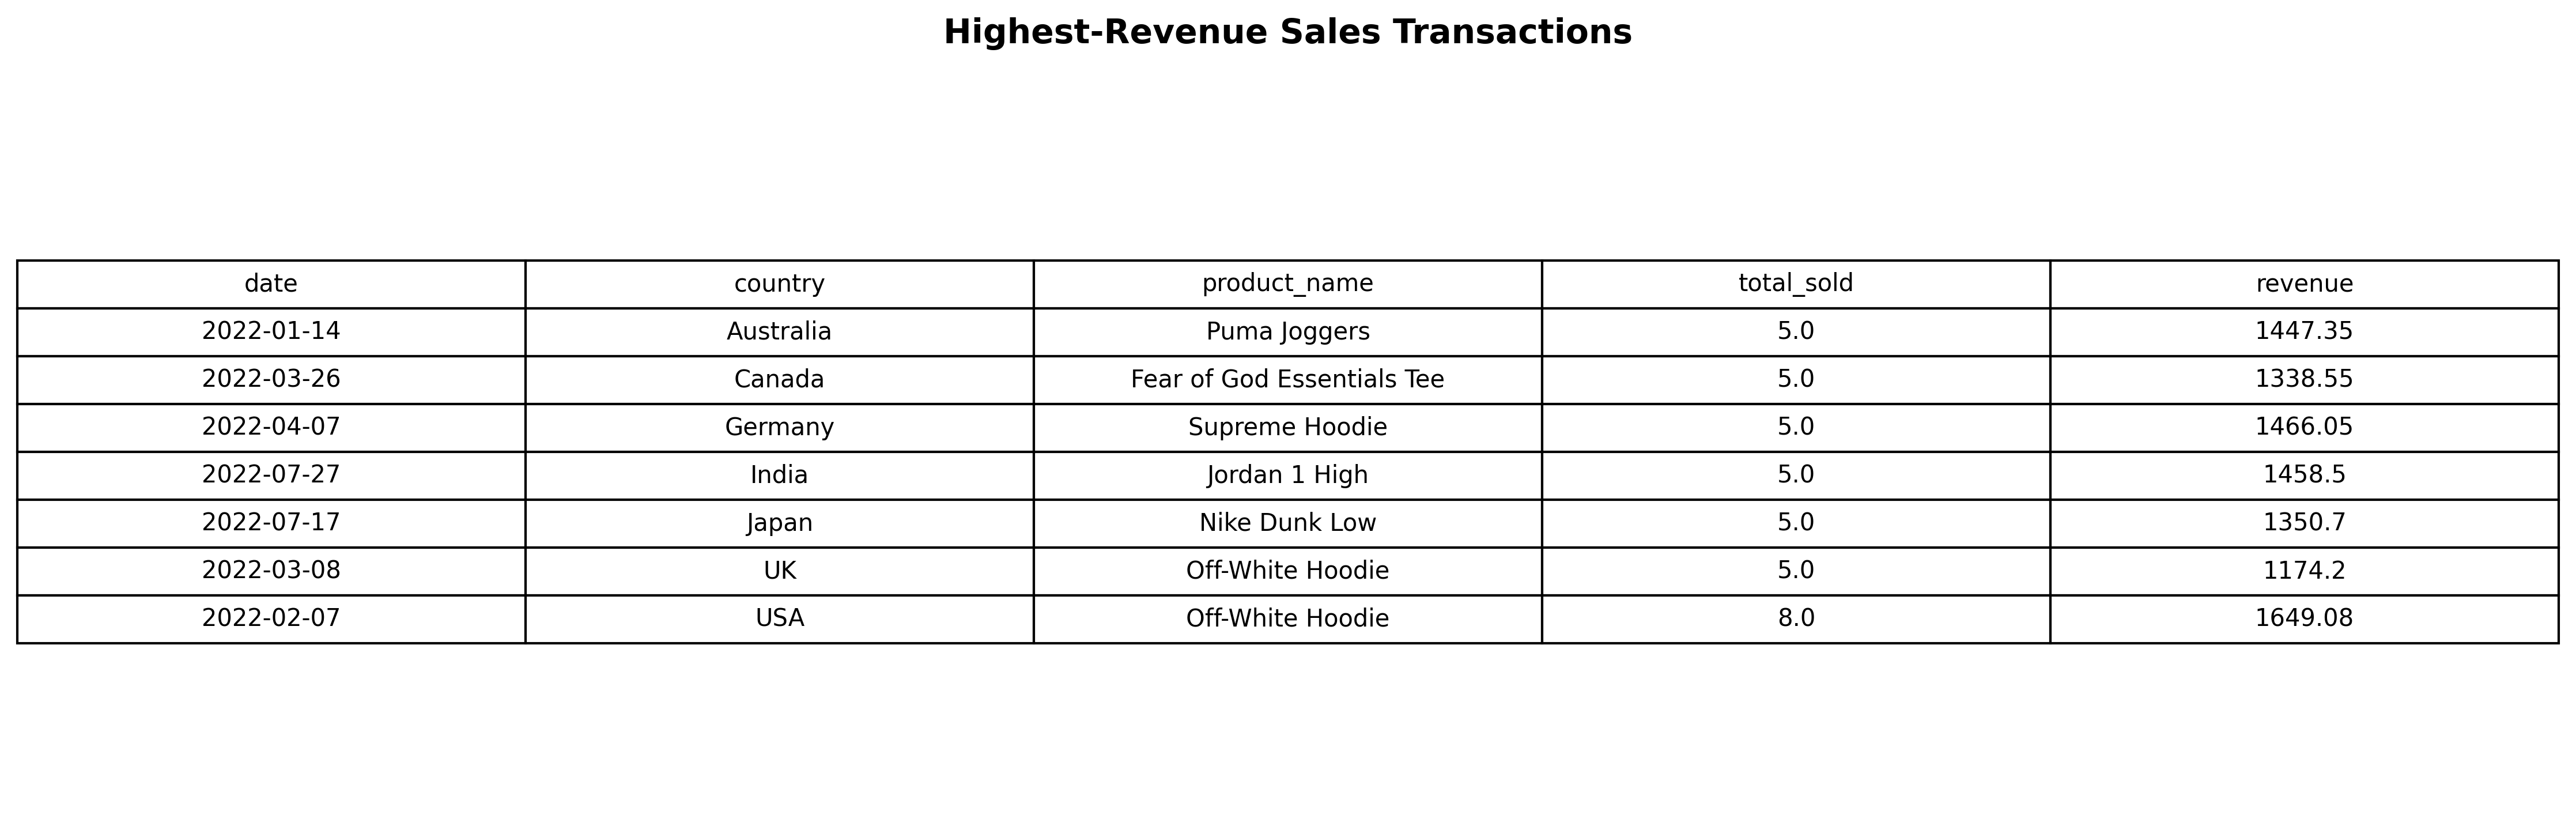 Highest-Revenue Sales Transactions
date country product_name total_sold revenue
2022-01-14 Australia Puma Joggers 5.0 1447.35
2022-03-26 Canada Fear of God Essentials Tee 5.0 1338.55
2022-04-07 Germany Supreme Hoodie 5.0 1466.05
2022-07-27 India Jordan 1 High 5.0 1458.5
2022-07-17 Japan Nike Dunk Low 5.0 1350.7
2022-03-08 UK Off-White Hoodie 5.0 1174.2
2022-02-07 USA Off-White Hoodie 8.0 1649.08